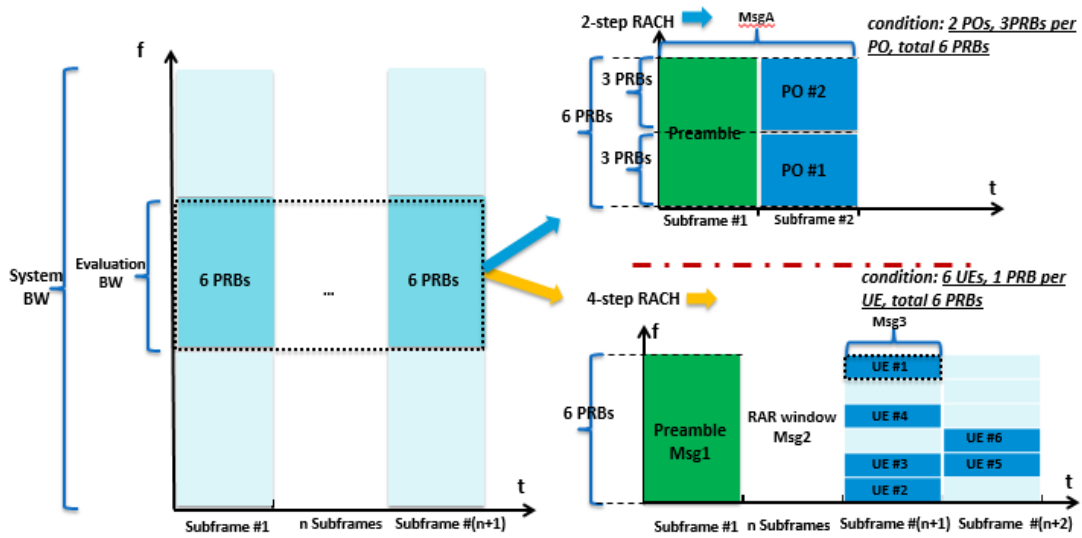 f
System
BW
Evaluation
BW
6 PRBs
...
6 PRBs
t
Subframe #1
n Subframes
Subframe #(n+1)
2-step RACH
MsgA
condition: 2 POs, 3PRBs per
PO, total 6 PRBs
3 PRBs
6 PRBs
3 PRBs
Preamble
PO #2
PO #1
t
Subframe #1
Subframe #2
4-step RACH
condition: 6 UEs, 1 PRB per
UE, total 6 PRBs
f
Msg3
6 PRBs
Preamble
Msg1
RAR window
Msg2
UE #1
UE #4
UE #6
UE #3
UE #5
UE #2
t
Subframe #1
n Subframes
Subframe #(n+1)
Subframe #(n+2)